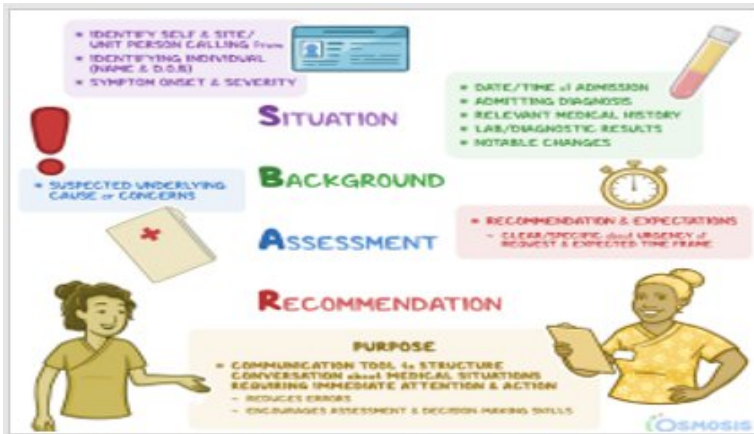 * IDENTIFY SELF & SITE/
UNIT PERSON CALLING from
* IDENTIFYING INDIVIDUAL
(NAME & D.O.B)
* SYMPTOM ONSET & SEVERITY
SITUATION
* DATE/TIME of ADMISSION
* ADMITTING DIAGNOSIS
* RELEVANT MEDICAL HISTORY
* LAB/DIAGNOSTIC RESULTS
* NOTABLE CHANGES
BACKGROUND
* SUSPECTED UNDERLYING
CAUSE or CONCERNS
ASSESSMENT
* RECOMMENDATION & EXPECTATIONS
~ CLEAR/SPECIFIC about URGENCY of
REQUEST & EXPECTED TIME FRAME
RECOMMENDATION
PURPOSE
* COMMUNICATION TOOL to STRUCTURE
CONVERSATION about MEDICAL SITUATIONS
REQUIRING IMMEDIATE ATTENTION & ACTION
~ REDUCES ERRORS
~ ENCOURAGES ASSESSMENT & DECISION MAKING SKILLS
OSMOSIS